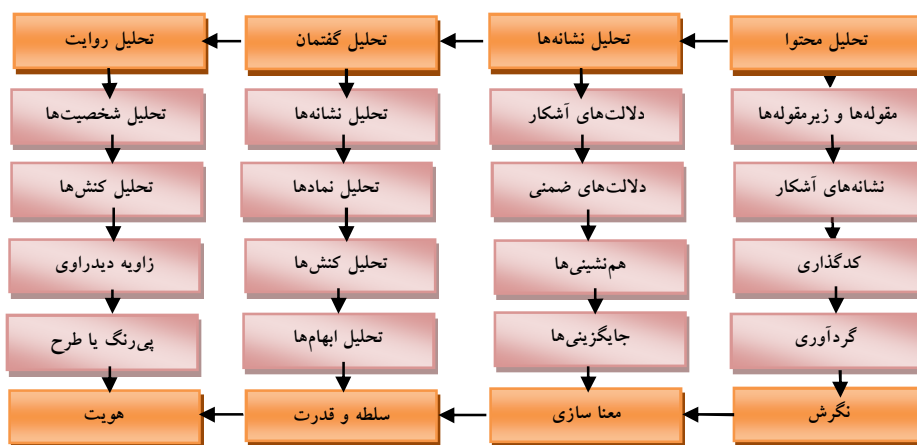 تحلیل محتوا
تحلیل نشانه‌ها
تحلیل گفتمان
تحلیل روایت
مقوله‌ها و زیرمقوله‌ها
دلالت‌های آشکار
تحلیل نشانه‌ها
تحلیل شخصیت‌ها
نشانه‌های آشکار
دلالت‌های ضمنی
تحلیل نمادها
تحلیل کنش‌ها
کدگذاری
هم‌نشینی‌ها
تحلیل کنش‌ها
زاویه دیدراوی
گردآوری
جایگزینی‌ها
تحلیل ابهام‌ها
پی‌رنگ یا طرح
نگرش
معنا سازی
سلطه و قدرت
هویت